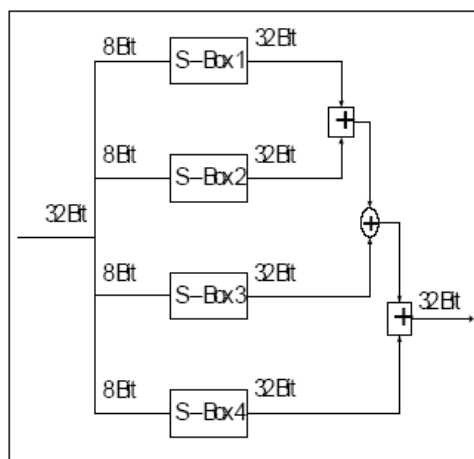 8Bit S-Box1 32Bit
+
8Bit S-Box2 32Bit
32Bit
+
8Bit S-Box3 32Bit
+ 32Bit
8Bit S-Box4 32Bit